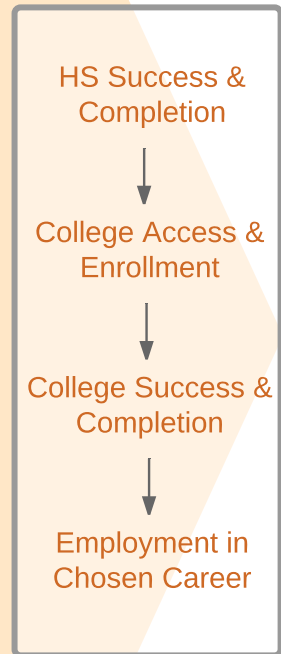 HS Success &
Completion
College Access &
Enrollment
College Success &
Completion
Employment in
Chosen Career